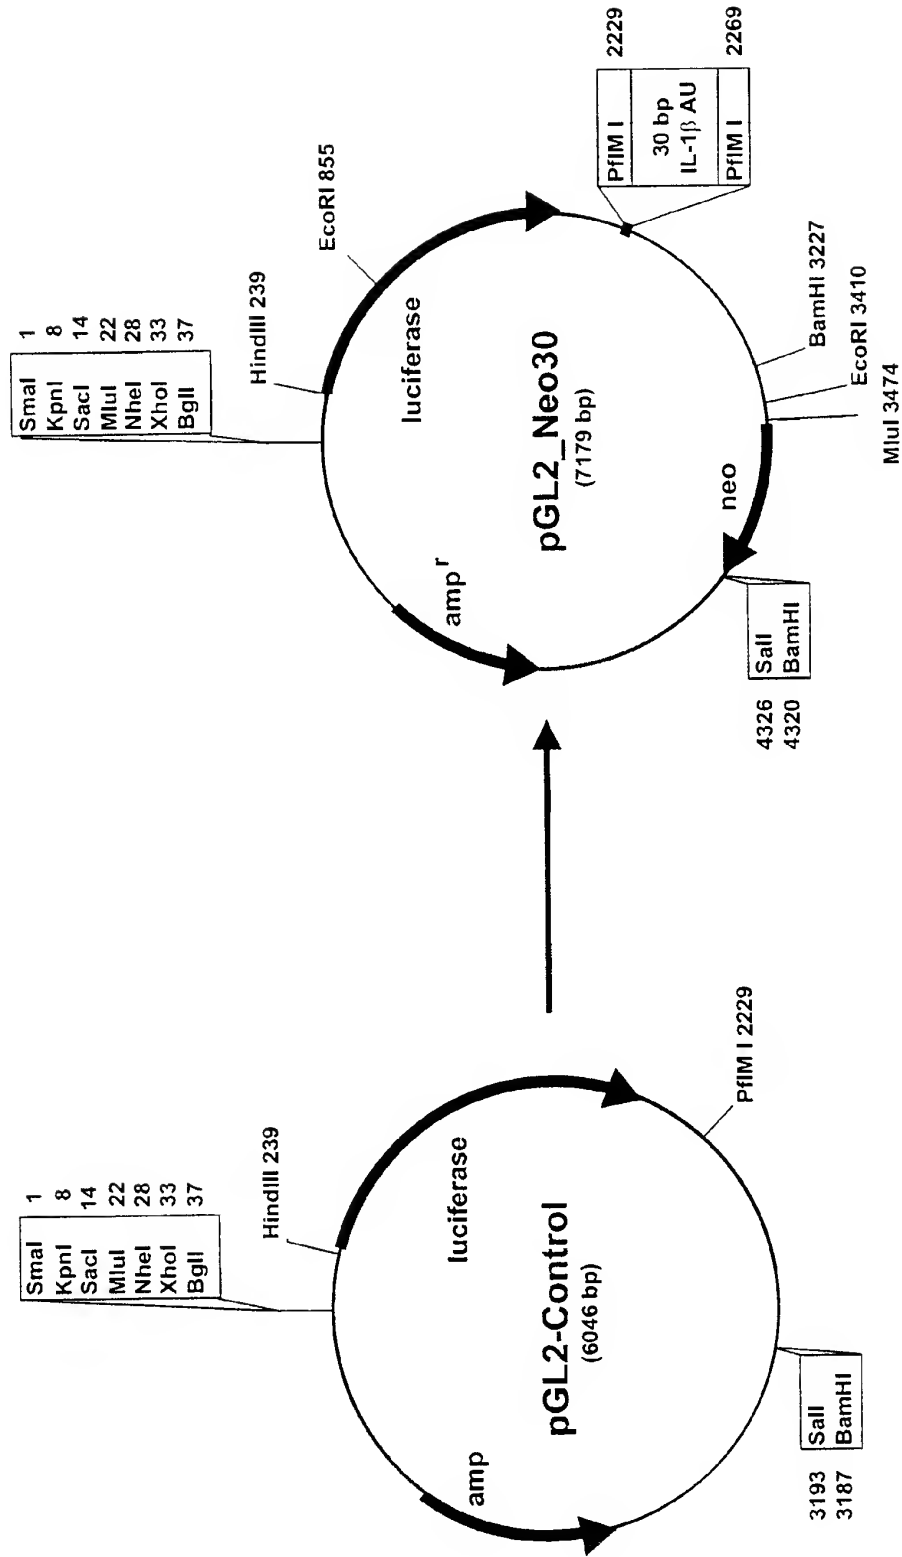 SmaI 1
KpnI 8
SacI 14
MluI 22
NheI 28
XhoI 33
BglI 37
HindIII 239
luciferase
amp
pGL2-Control
(6046 bp)
PflM I 2229
3193 SalI
3187 BamHI
SmaI 1
KpnI 8
SacI 14
MluI 22
NheI 28
XhoI 33
BglI 37
HindIII 239
EcoRI 855
luciferase
amp r
pGL2_Neo30
(7179 bp)
PflM I 2229
30 bp
IL-1β AU
PflM I 2269
neo
BamHI 3227
EcoRI 3410
MluI 3474
4326 SalI
4320 BamHI